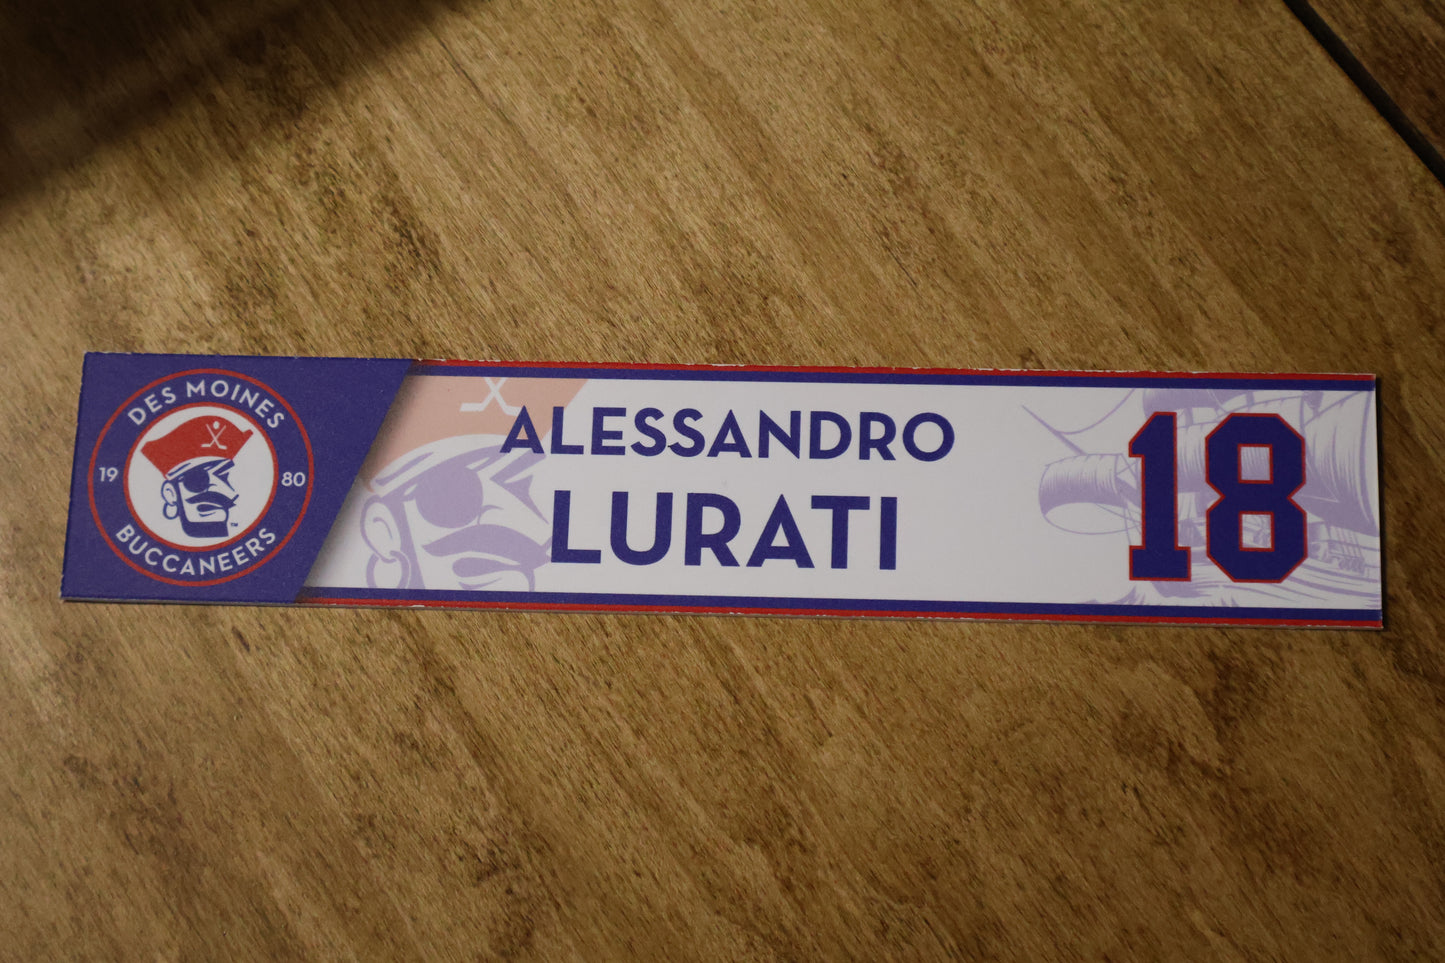 DES MOINES
19 80
BUCCANEERS
ALESSANDRO
LURATI
18